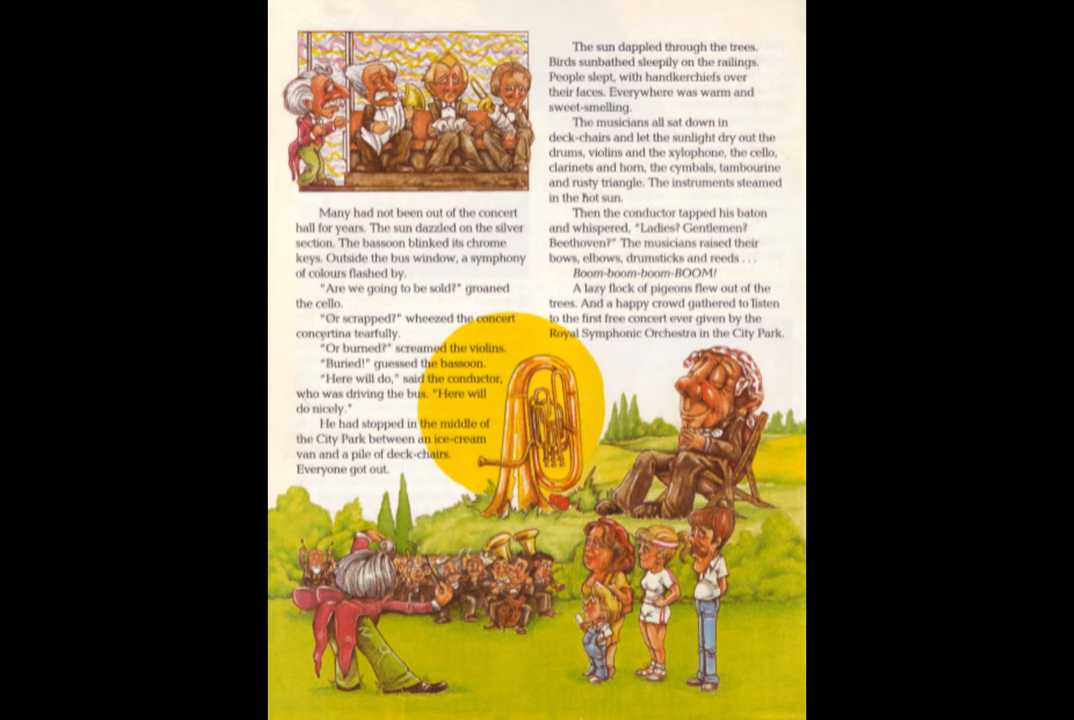 Many had not been out of the concert
hall for years. The sun dazzled on the silver
section. The bassoon blinked its chrome
keys. Outside the bus window, a symphony
of colours flashed by.
"Are we going to be sold?" groaned
the cello.
"Or scrapped?" wheezed the concert
concertina tearfully.
"Or burned?" screamed the violins.
"Buried!" guessed the bassoon.
"Here will do," said the conductor,
who was driving the bus. "Here will
do nicely."
He had stopped in the middle of
the City Park between an ice-cream
van and a pile of deck-chairs.
Everyone got out.
The sun dappled through the trees.
Birds sunbathed sleepily on the railings.
People slept, with handkerchiefs over
their faces. Everywhere was warm and
sweet-smelling.
The musicians all sat down in
deck-chairs and let the sunlight dry out the
drums, violins and the xylophone, the cello,
clarinets and horn, the cymbals, tambourine
and rusty triangle. The instruments steamed
in the hot sun.
Then the conductor tapped his baton
and whispered, "Ladies? Gentlemen?
Beethoven?" The musicians raised their
bows, elbows, drumsticks and reeds . . .
Boom-boom-boom-BOOM!
A lazy flock of pigeons flew out of the
trees. And a happy crowd gathered to listen
to the first free concert ever given by the
Royal Symphonic Orchestra in the City Park.